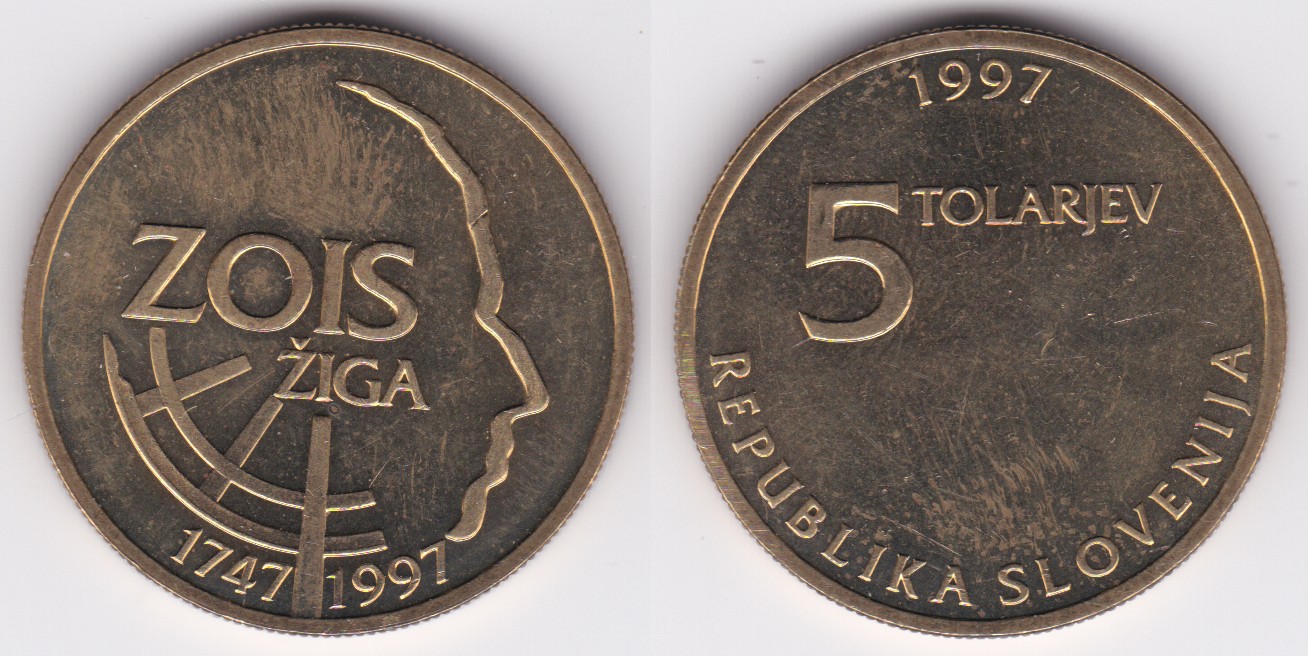 ZOIS
ŽIGA
1747 1997
1997
5 TOLARJEV
REPUBLIKA SLOVENIJA